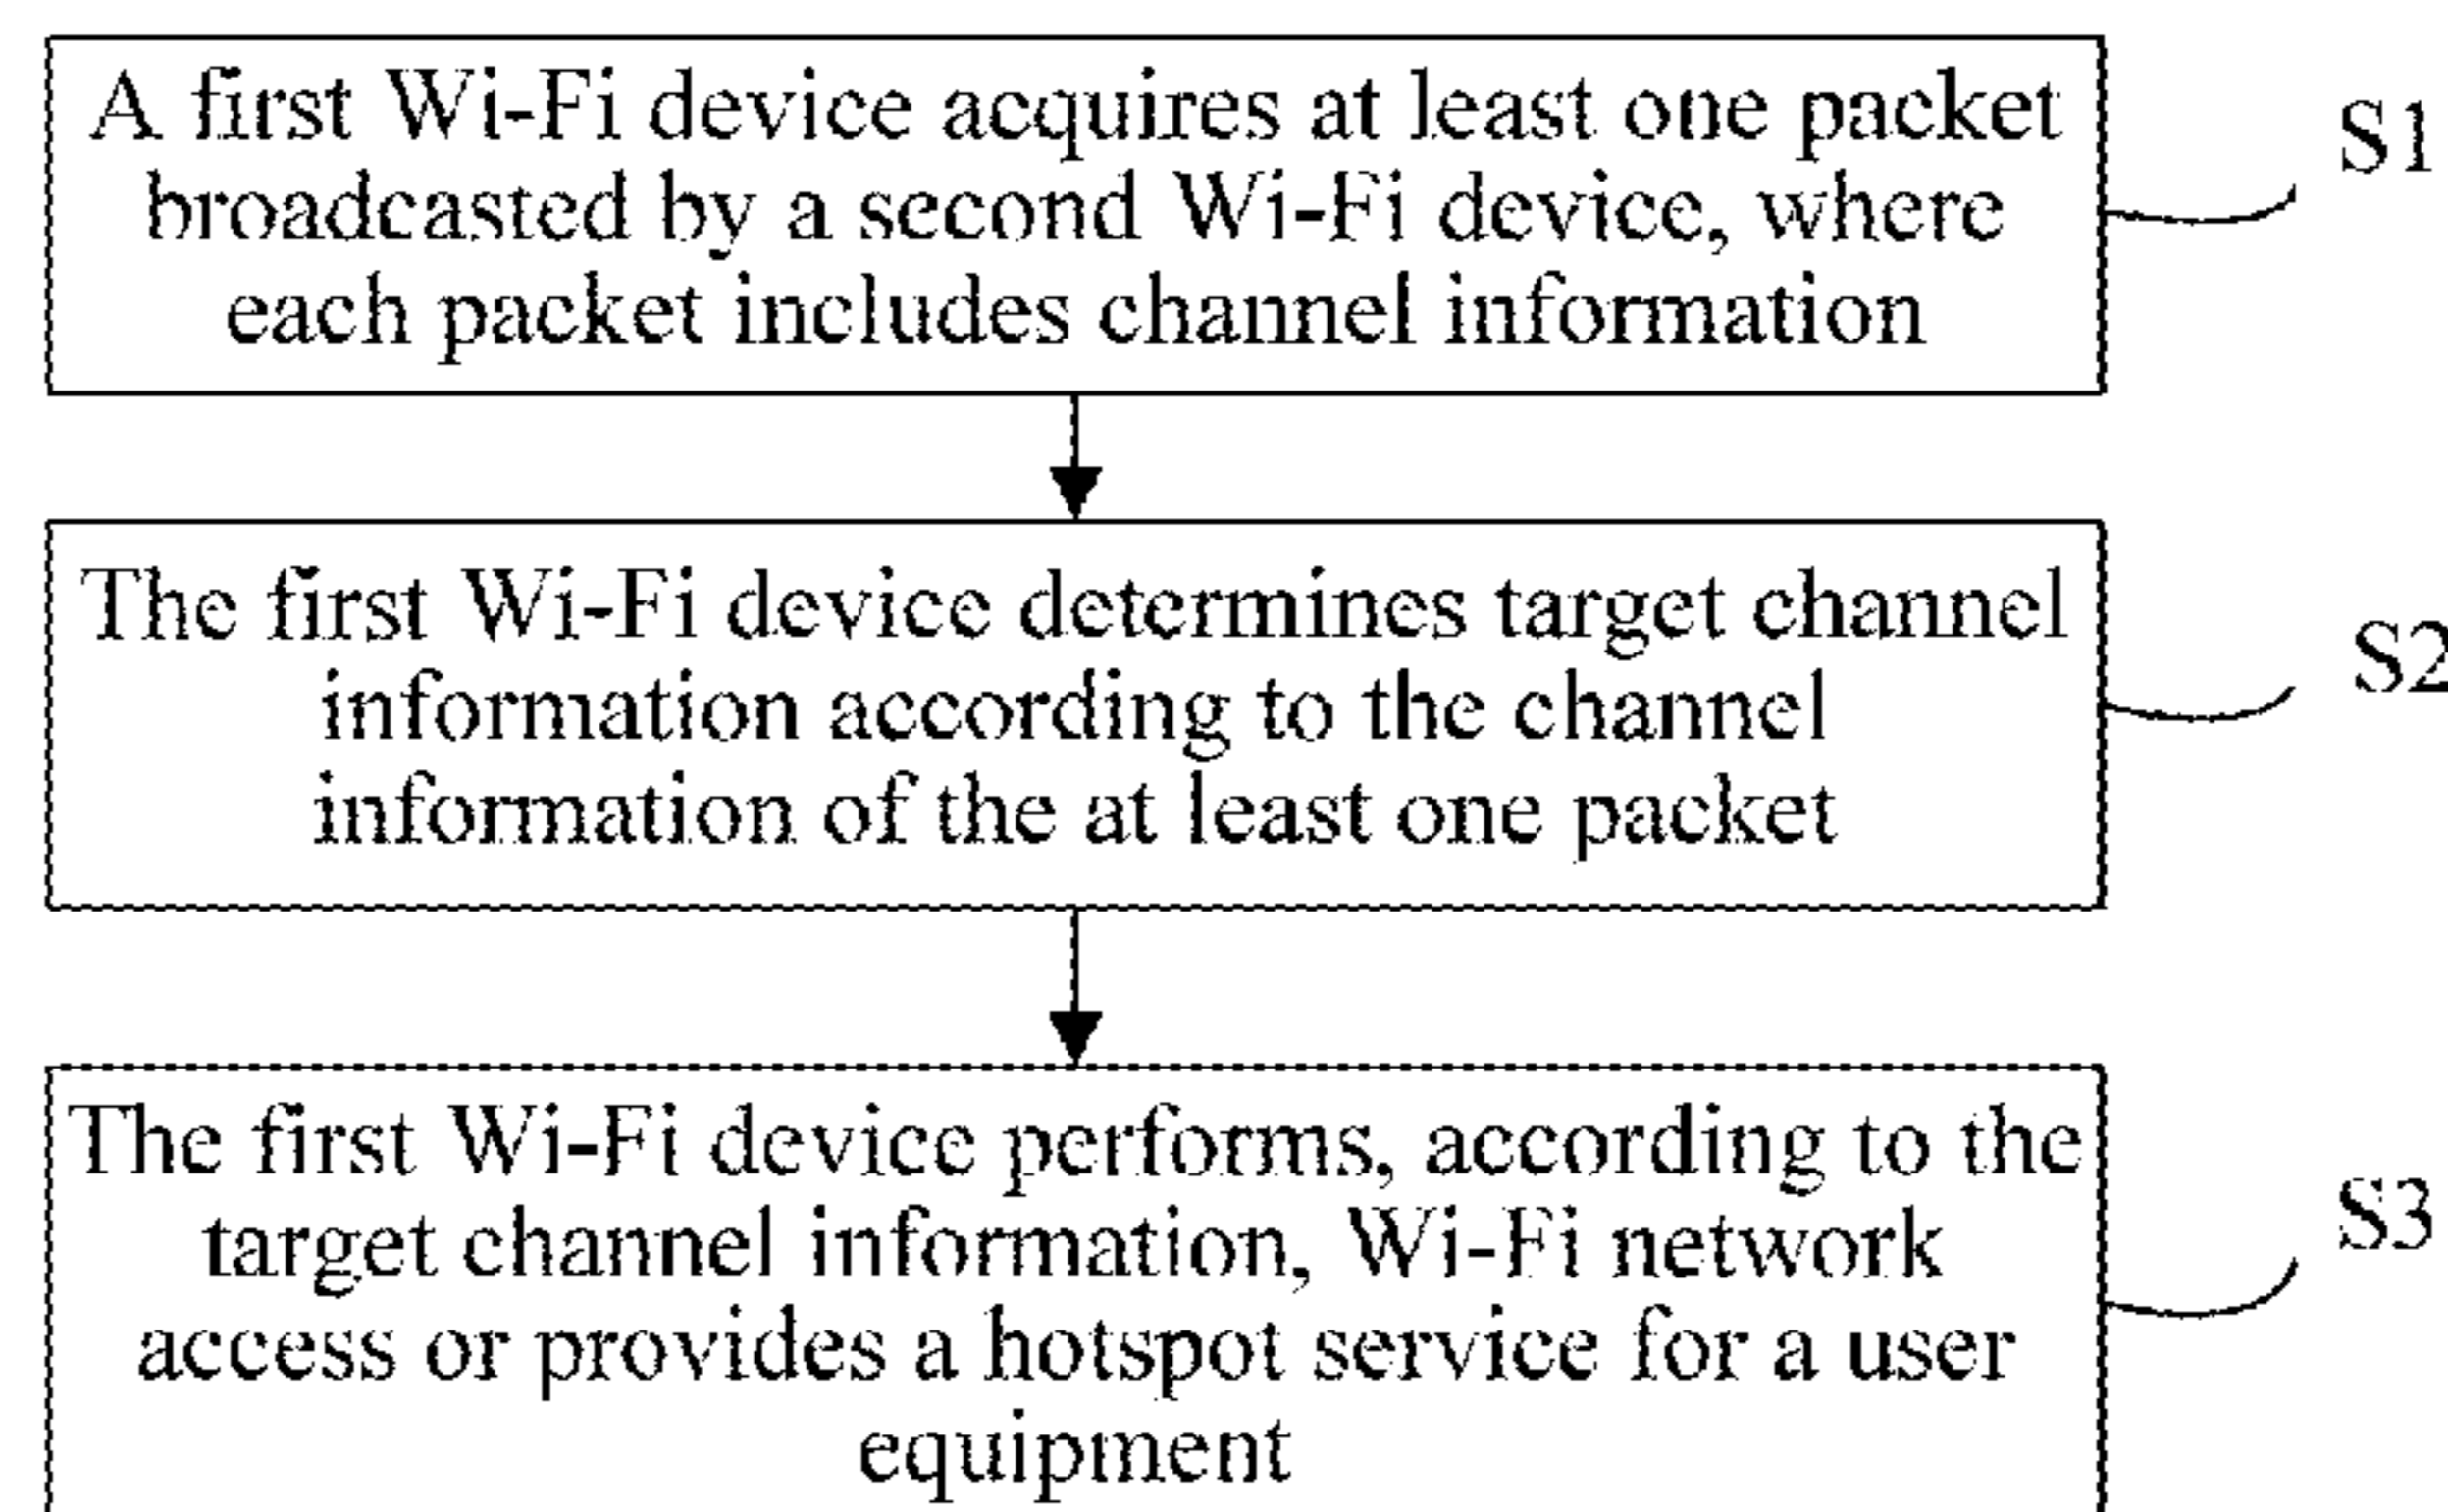 A first Wi-Fi device acquires at least one packet
broadcasted by a second Wi-Fi device, where
each packet includes channel information
S1
The first Wi-Fi device determines target channel
information according to the channel
information of the at least one packet
S2
The first Wi-Fi device performs, according to the
target channel information, Wi-Fi network
access or provides a hotspot service for a user
equipment
S3